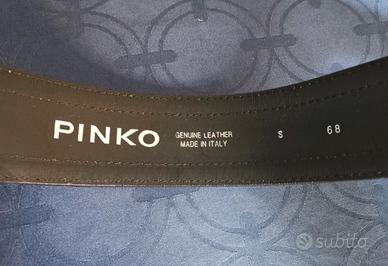 PINKO
GENUINE LEATHER
MADE IN ITALY
S 68
subito